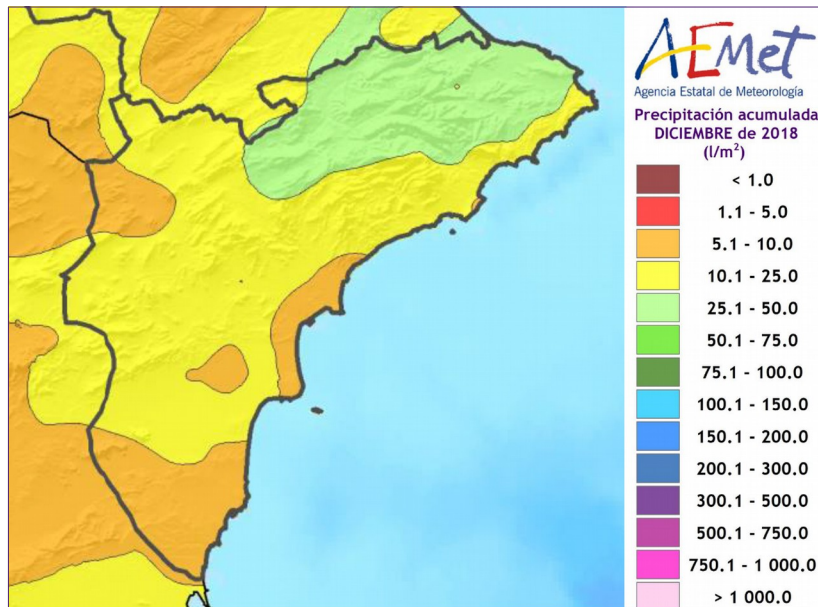 AEMet
Agencia Estatal de Meteorología
Precipitación acumulada
DICIEMBRE de 2018
(l/m²)
< 1.0
1.1 - 5.0
5.1 - 10.0
10.1 - 25.0
25.1 - 50.0
50.1 - 75.0
75.1 - 100.0
100.1 - 150.0
150.1 - 200.0
200.1 - 300.0
300.1 - 500.0
500.1 - 750.0
750.1 - 1 000.0
> 1 000.0